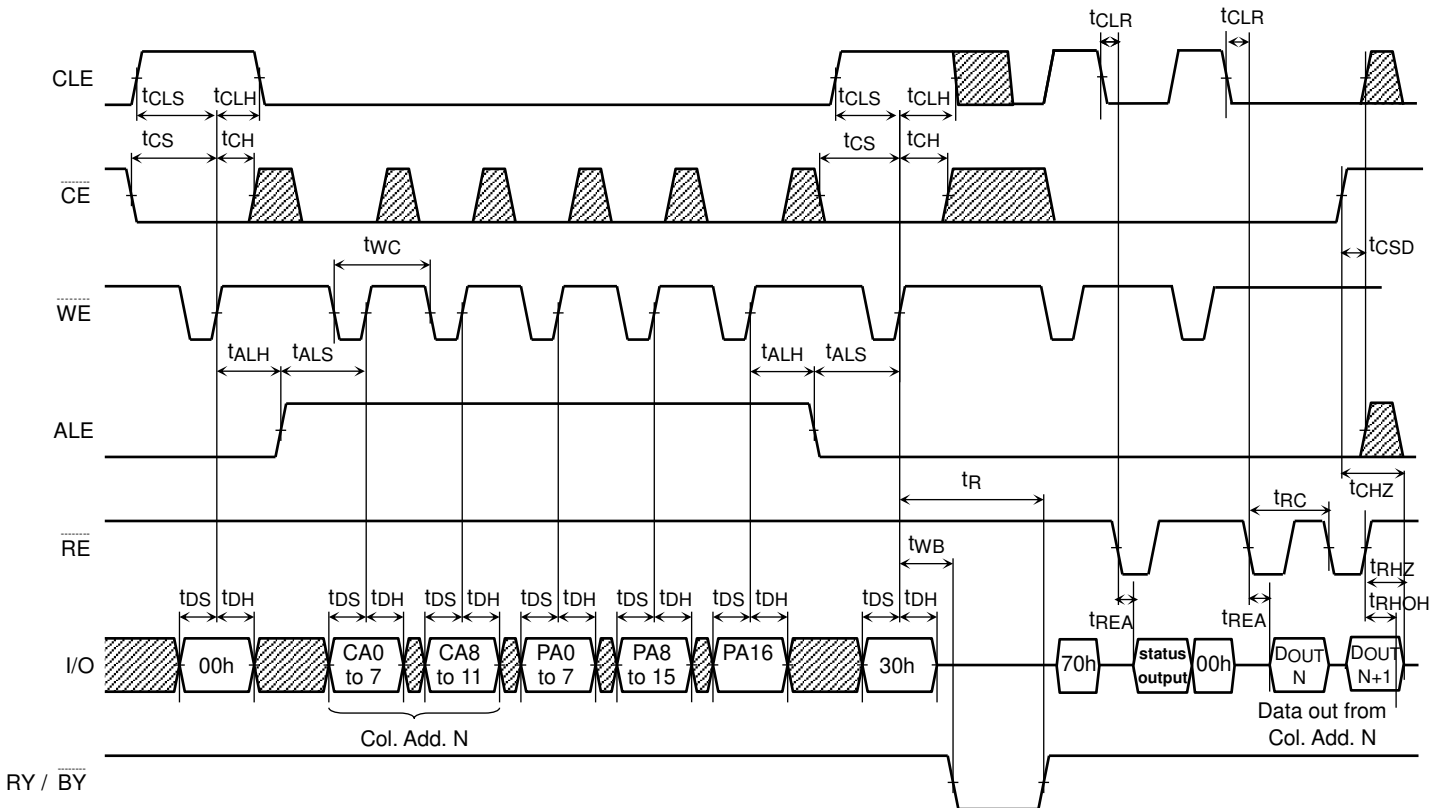 tCLR tCLR
CLE
tCLS tCLH tCLS tCLH
tCS tCH tCS tCH
CE
tWC tCSD
WE
tALH tALS tALH tALS
ALE
tR tCHZ
tRC
RE
tWB tRHZ
tDS tDH tDS tDH tDS tDH tDS tDH tDS tDH tDS tDH tDS tDH tREA tREA tRHOH
I/O 00h CA0 to 7 CA8 to 11 PA0 to 7 PA8 to 15 PA16 30h 70h status output 00h DOUT N DOUT N+1
Col. Add. N
Data out from
Col. Add. N
RY / BY